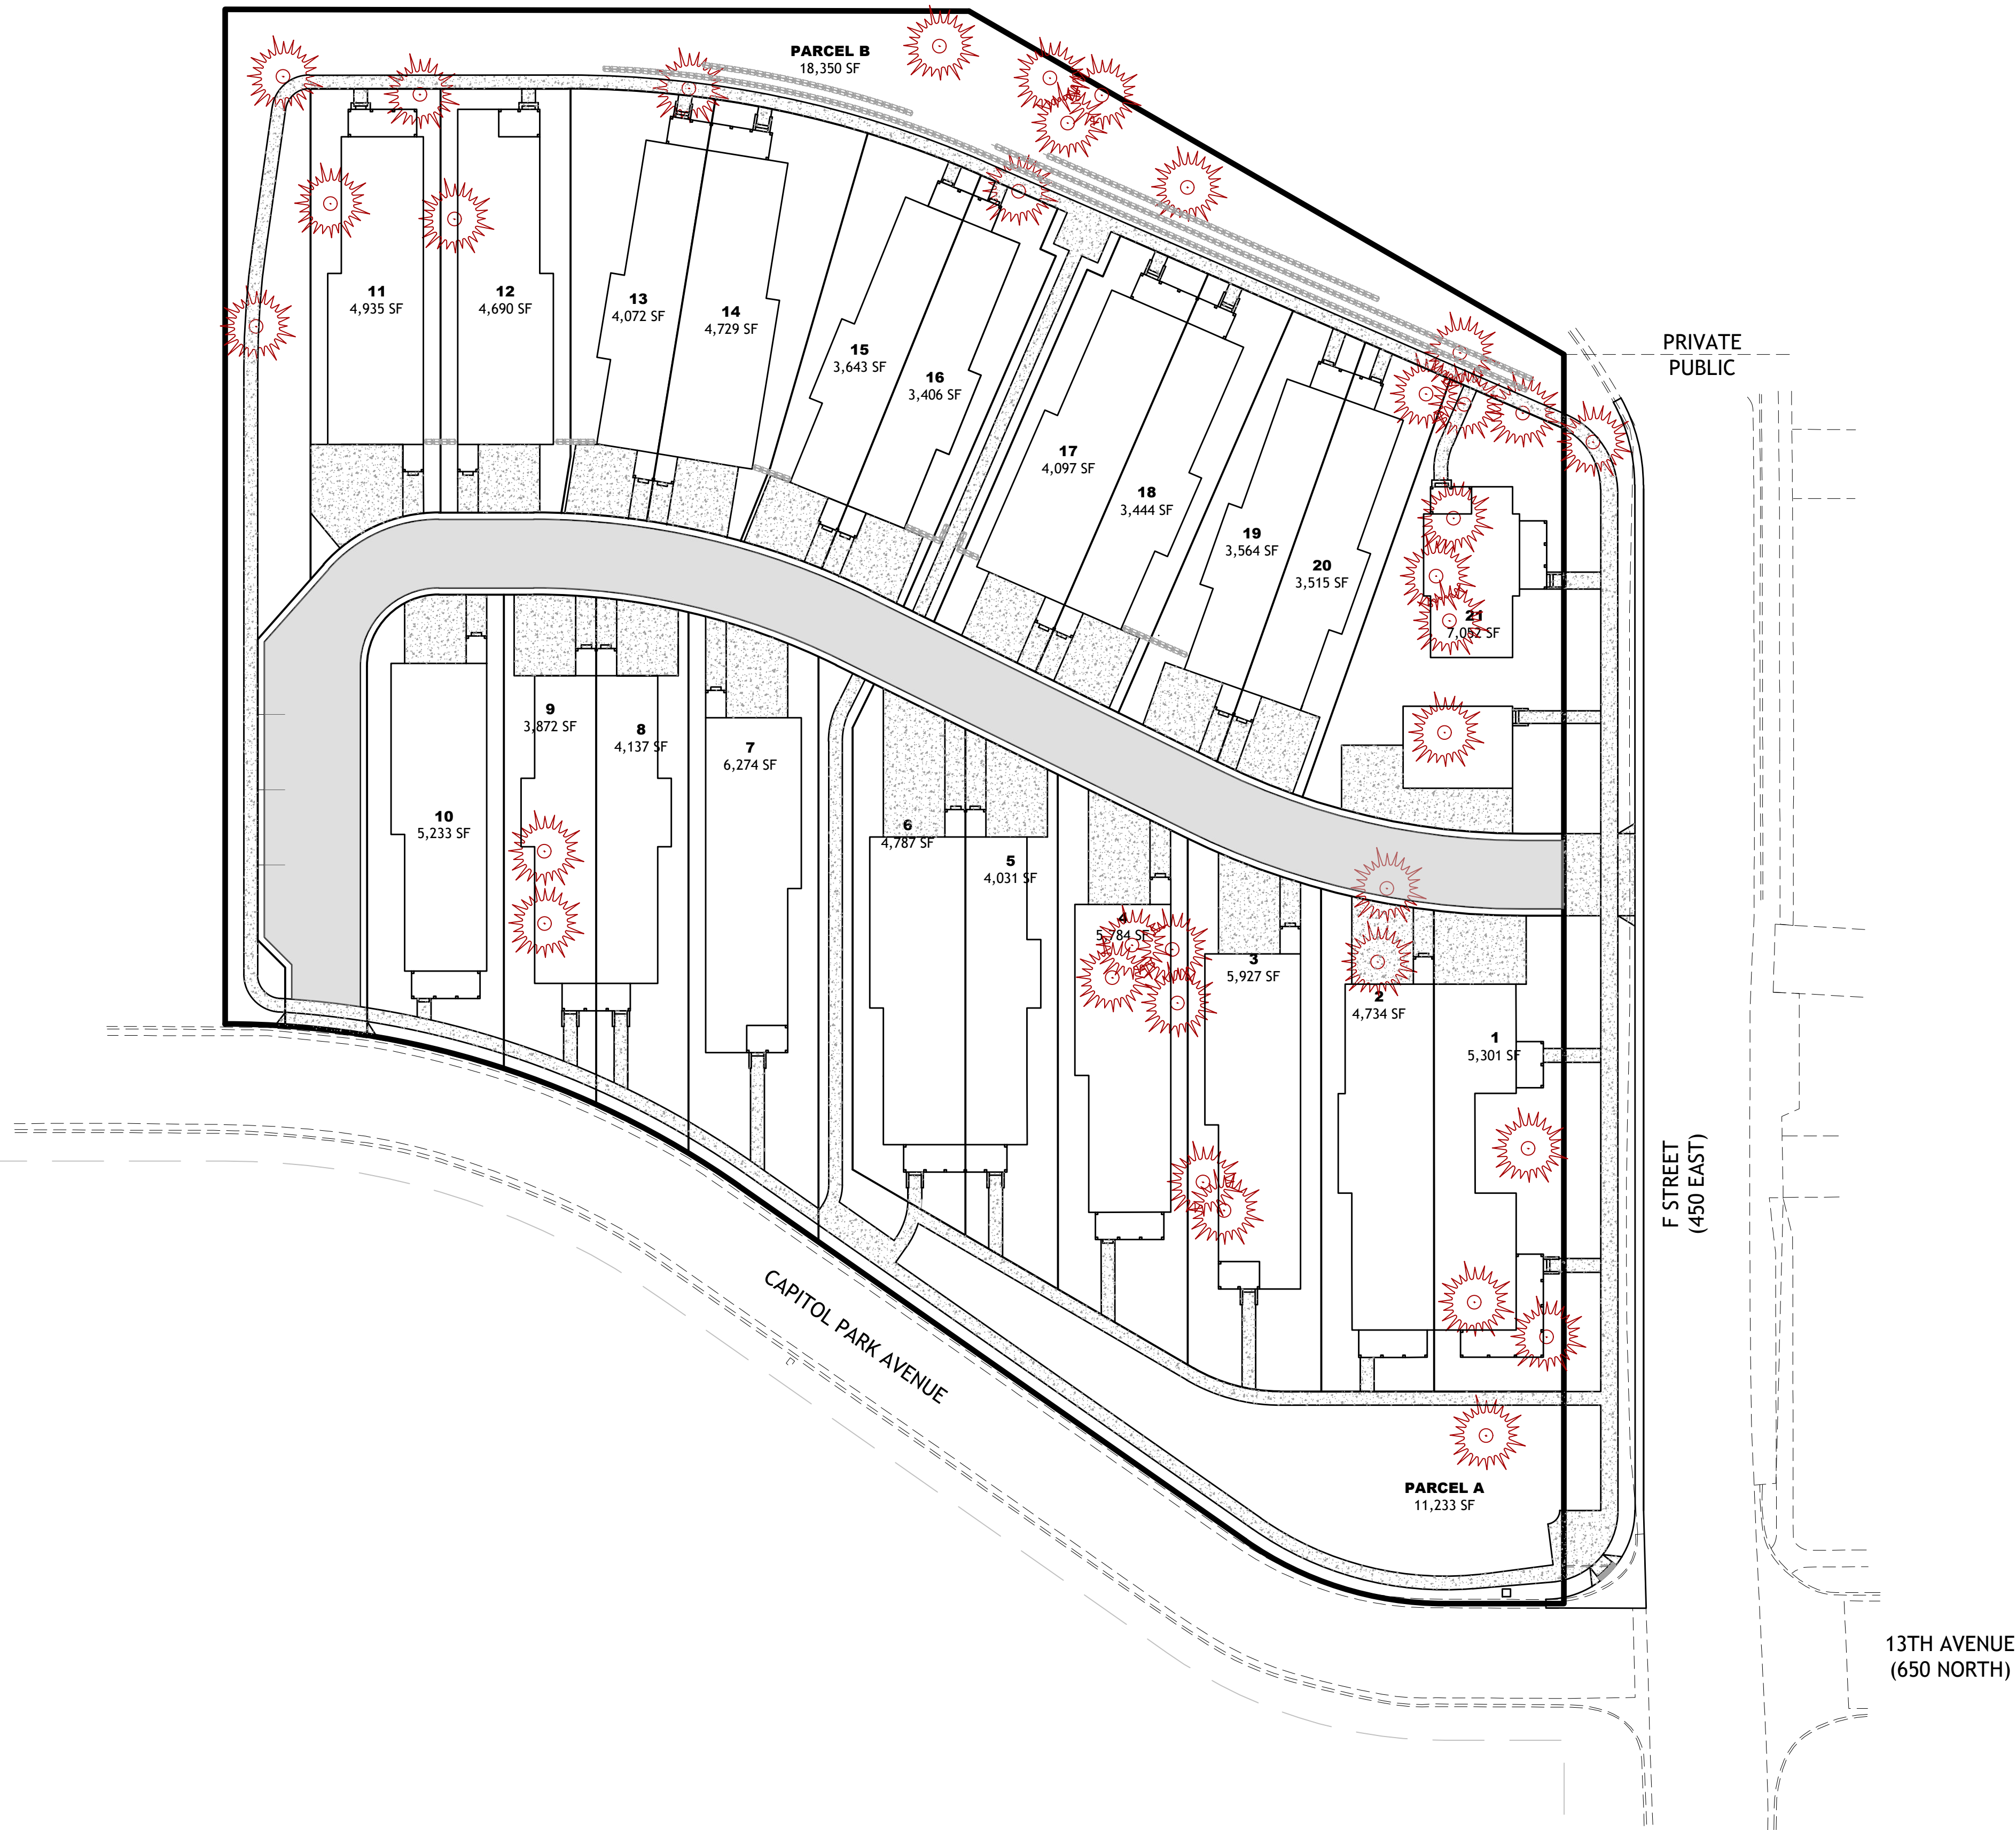 PARCEL B
18,350 SF
11
4,935 SF
12
4,690 SF
13
4,072 SF
14
4,729 SF
15
3,643 SF
16
3,406 SF
17
4,097 SF
18
3,444 SF
19
3,564 SF
20
3,515 SF
21
7,052 SF
PRIVATE
PUBLIC
10
5,233 SF
9
3,872 SF
8
4,137 SF
7
6,274 SF
6
4,787 SF
5
4,031 SF
4
5,784 SF
3
5,927 SF
2
4,734 SF
1
5,301 SF
F STREET
(450 EAST)
CAPITOL PARK AVENUE
PARCEL A
11,233 SF
13TH AVENUE
(650 NORTH)